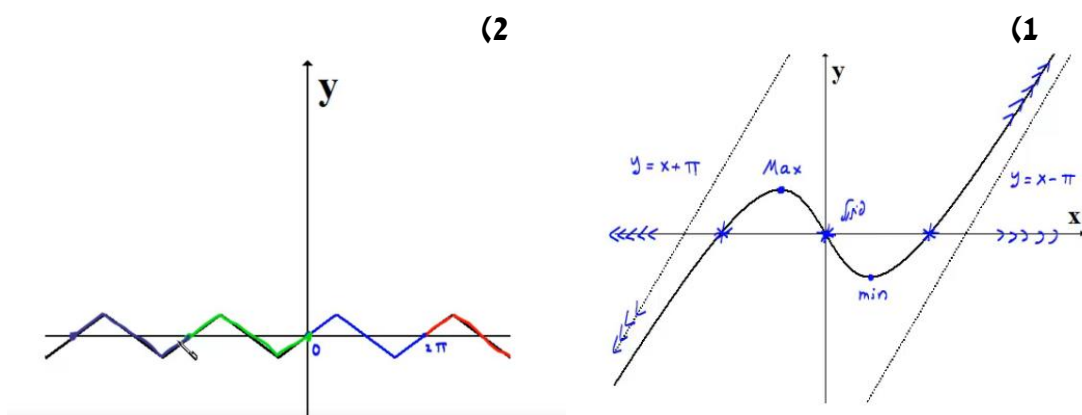 (2
(1
y
0
2π
y
y = x + π
Max
y = x - π
x
min